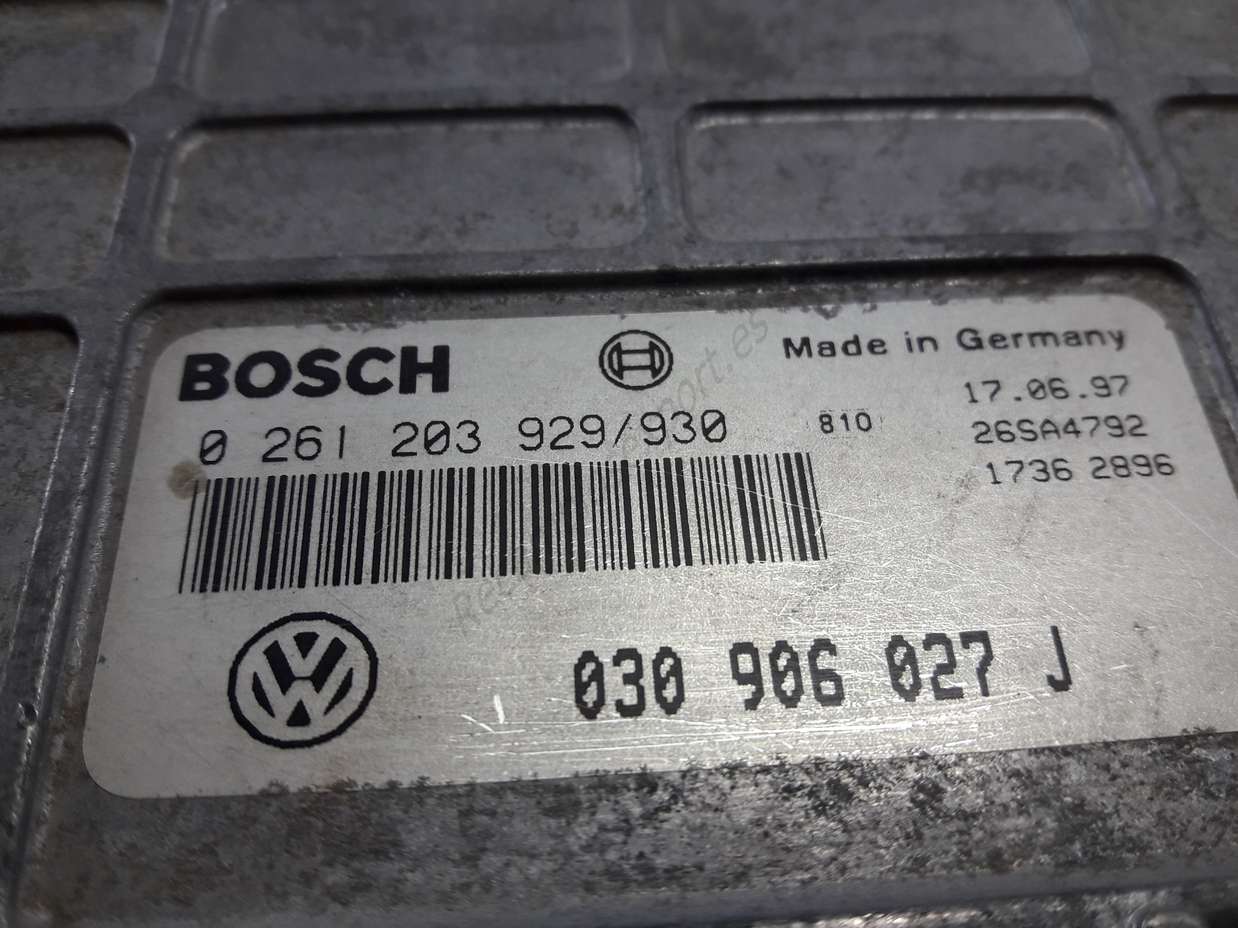 BOSCH
Made in Germany
0 261 203 929/930
810
17.06.97
26SA4792
1736 2896
030 906 027 J